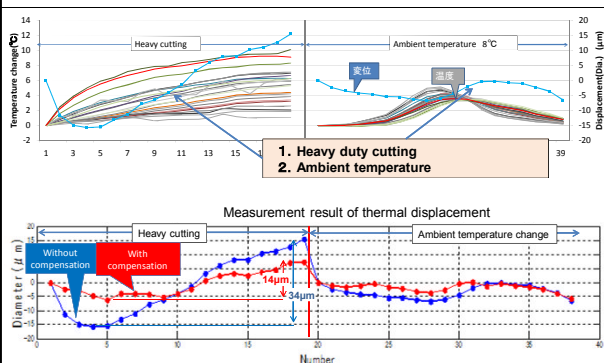 Temperature change(℃)
14
12
10
8
6
4
2
0
-2
Heavy cutting
Ambient temperature 8℃
変位
温度
20
15
10
5
0
-5
-10
-15
-20
Displacement(Dia.) (μm)
1
3
5
7
9
11
13
15
39
1. Heavy duty cutting
2. Ambient temperature
Measurement result of thermal displacement
Diameter(μm)
20
15
10
5
0
-5
-10
-15
-20
Heavy cutting
Ambient temperature change
Without
compensation
With
compensation
14μm
34μm
0
5
10
15
20
25
30
35
40
Number